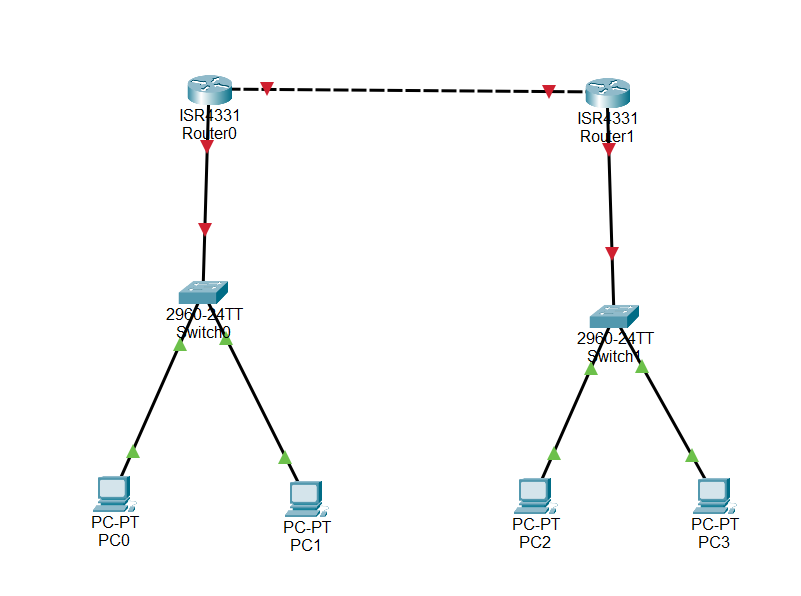 ISR4331
Router0
ISR4331
Router1
2960-24TT
Switch0
2960-24TT
Switch1
PC-PT
PC0
PC-PT
PC1
PC-PT
PC2
PC-PT
PC3